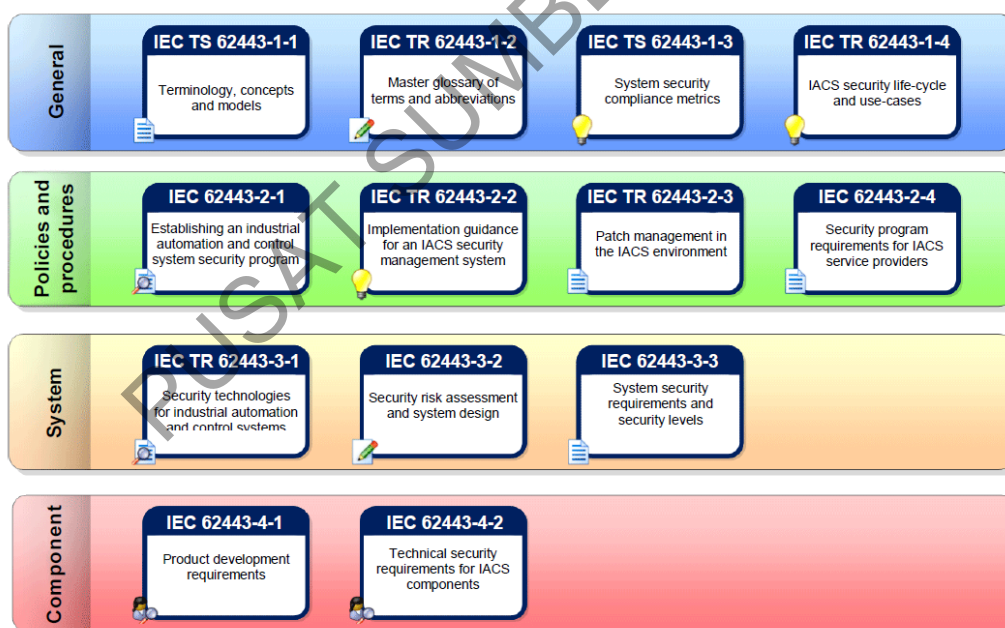 General
IEC TS 62443-1-1
Terminology, concepts
and models
IEC TR 62443-1-2
Master glossary of
terms and abbreviations
IEC TS 62443-1-3
System security
compliance metrics
IEC TR 62443-1-4
IACS security life-cycle
and use-cases
Policies and
procedures
IEC 62443-2-1
Establishing an industrial
automation and control
system security program
IEC TR 62443-2-2
Implementation guidance
for an IACS security
management system
IEC TR 62443-2-3
Patch management in
the IACS environment
IEC 62443-2-4
Security program
requirements for IACS
service providers
System
IEC TR 62443-3-1
Security technologies
for industrial automation
and control systems
IEC 62443-3-2
Security risk assessment
and system design
IEC 62443-3-3
System security
requirements and
security levels
Component
IEC 62443-4-1
Product development
requirements
IEC 62443-4-2
Technical security
requirements for IACS
components
PUSAT